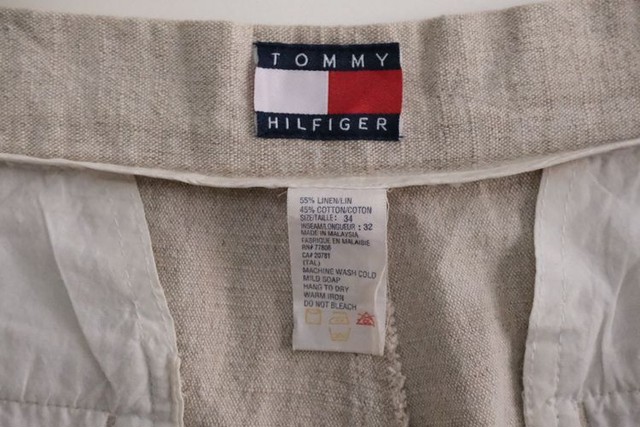 TOMMY
HILFIGER
55% LINEN/LIN
45% COTTON/COTON
SIZE/TAILLE: 34
INSEAM/LONGUEUR: 32
MADE IN MALAYSIA
FABRIQUE EN MALAISIE
RN# 77806
CA# 20781
(TAL)
MACHINE WASH COLD
MILD SOAP
HANG TO DRY
WARM IRON
DO NOT BLEACH